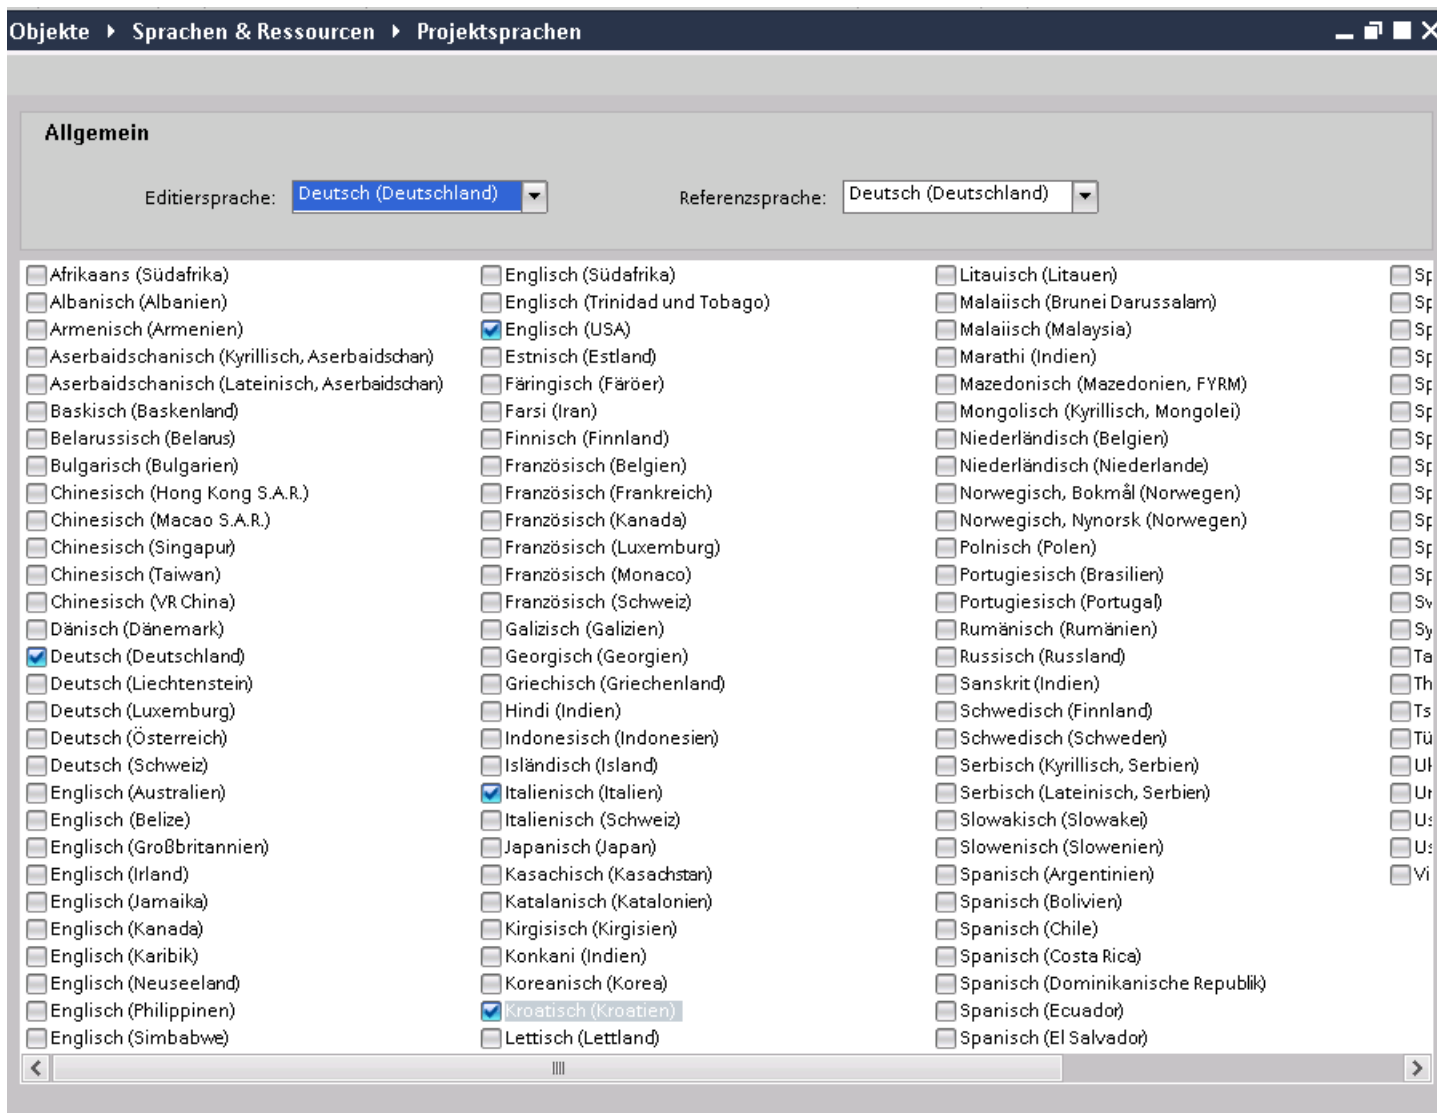 Objekte ▸ Sprachen & Ressourcen ▸ Projektsprachen
Allgemein
Editiersprache: Deutsch (Deutschland) Referenzsprache: Deutsch (Deutschland)
Afrikaans (Südafrika)
Albanisch (Albanien)
Armenisch (Armenien)
Aserbaidschanisch (Kyrillisch, Aserbaidschan)
Aserbaidschanisch (Lateinisch, Aserbaidschan)
Baskisch (Baskenland)
Belarussisch (Belarus)
Bulgarisch (Bulgarien)
Chinesisch (Hong Kong S.A.R.)
Chinesisch (Macao S.A.R.)
Chinesisch (Singapur)
Chinesisch (Taiwan)
Chinesisch (VR China)
Dänisch (Dänemark)
Deutsch (Deutschland)
Deutsch (Liechtenstein)
Deutsch (Luxemburg)
Deutsch (Österreich)
Deutsch (Schweiz)
Englisch (Australien)
Englisch (Belize)
Englisch (Großbritannien)
Englisch (Irland)
Englisch (Jamaika)
Englisch (Kanada)
Englisch (Karibik)
Englisch (Neuseeland)
Englisch (Philippinen)
Englisch (Simbabwe)
Englisch (Südafrika)
Englisch (Trinidad und Tobago)
Englisch (USA)
Estnisch (Estland)
Färingisch (Färöer)
Farsi (Iran)
Finnisch (Finnland)
Französisch (Belgien)
Französisch (Frankreich)
Französisch (Kanada)
Französisch (Luxemburg)
Französisch (Monaco)
Französisch (Schweiz)
Galizisch (Galizien)
Georgisch (Georgien)
Griechisch (Griechenland)
Hindi (Indien)
Indonesisch (Indonesien)
Isländisch (Island)
Italienisch (Italien)
Italienisch (Schweiz)
Japanisch (Japan)
Kasachisch (Kasachstan)
Katalanisch (Katalonien)
Kirgisisch (Kirgisien)
Konkani (Indien)
Koreanisch (Korea)
Kroatisch (Kroatien)
Lettisch (Lettland)
Litauisch (Litauen)
Malaiisch (Brunei Darussalam)
Malaiisch (Malaysia)
Marathi (Indien)
Mazedonisch (Mazedonien, FYRM)
Mongolisch (Kyrillisch, Mongolei)
Niederländisch (Belgien)
Niederländisch (Niederlande)
Norwegisch, Bokmål (Norwegen)
Norwegisch, Nynorsk (Norwegen)
Polnisch (Polen)
Portugiesisch (Brasilien)
Portugiesisch (Portugal)
Rumänisch (Rumänien)
Russisch (Russland)
Sanskrit (Indien)
Schwedisch (Finnland)
Schwedisch (Schweden)
Serbisch (Kyrillisch, Serbien)
Serbisch (Lateinisch, Serbien)
Slowakisch (Slowakei)
Slowenisch (Slowenien)
Spanisch (Argentinien)
Spanisch (Bolivien)
Spanisch (Chile)
Spanisch (Costa Rica)
Spanisch (Dominikanische Republik)
Spanisch (Ecuador)
Spanisch (El Salvador)